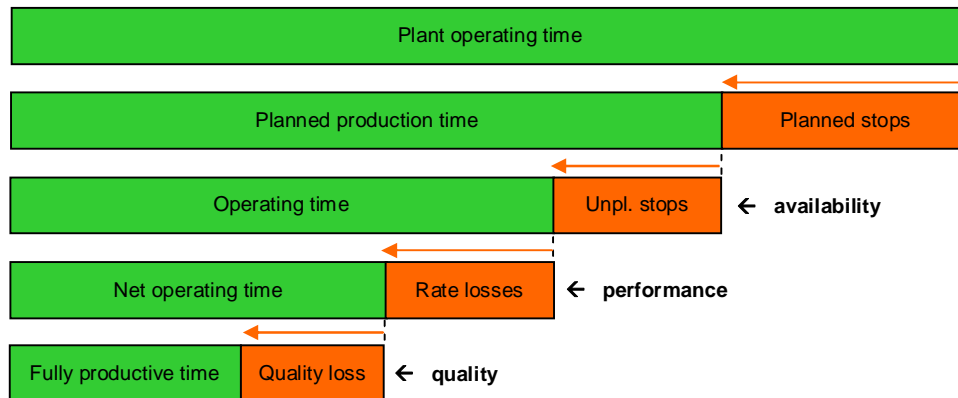 Plant operating time
Planned production time Planned stops
Operating time Unpl. stops ← availability
Net operating time Rate losses ← performance
Fully productive time Quality loss ← quality